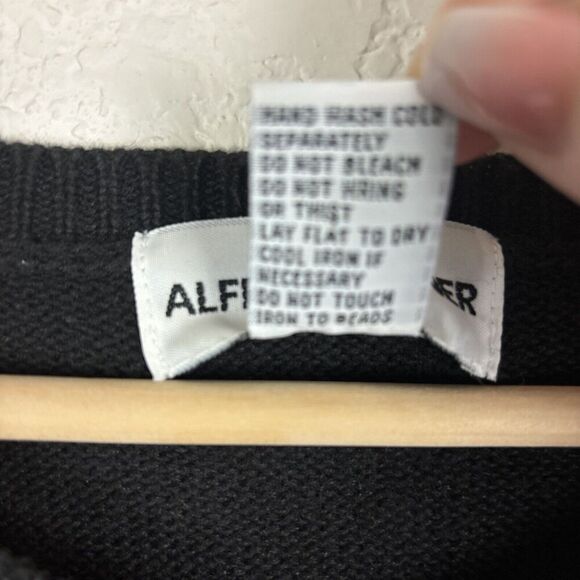 HAND WASH COLD
SEPARATELY
DO NOT BLEACH
DO NOT WRING
OR TWIST
LAY FLAT TO DRY
COOL IRON IF
NECESSARY
DO NOT TOUCH
IRON TO BEADS
ALF NER